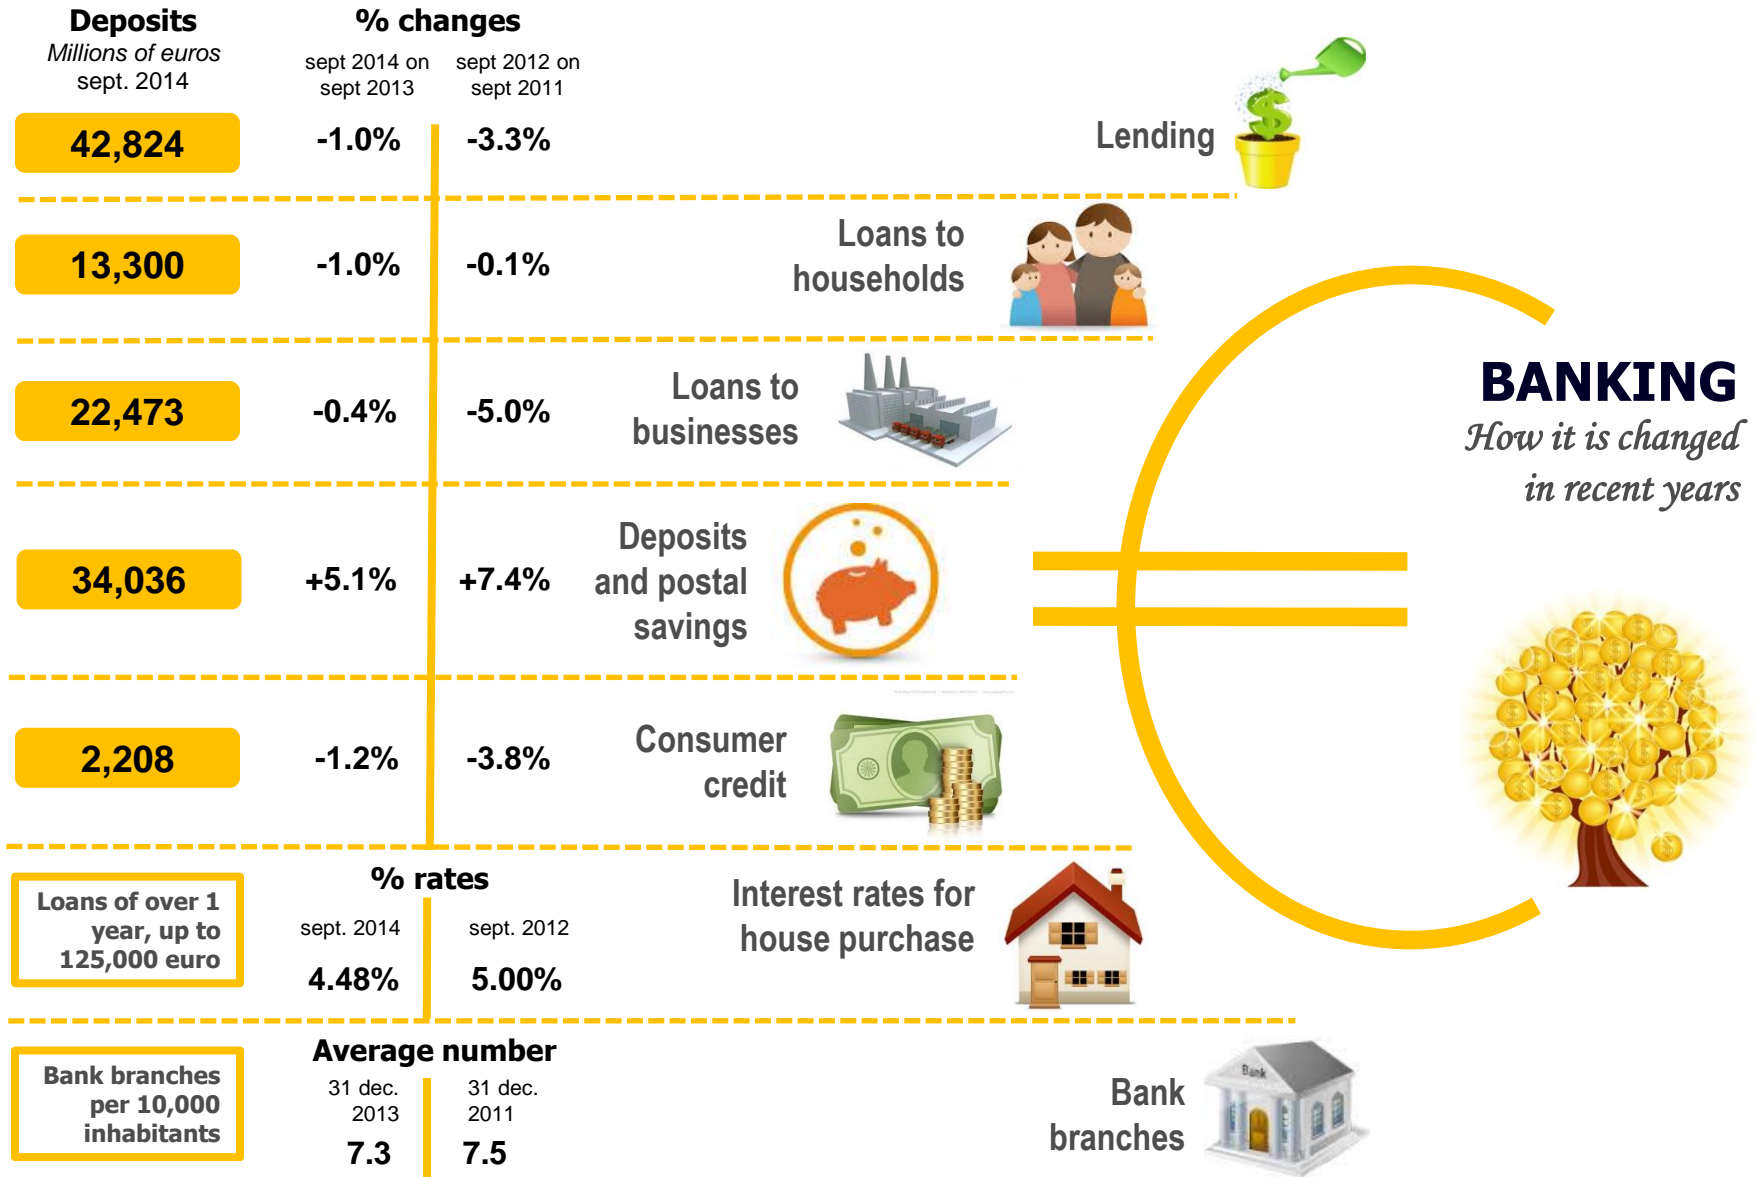 Deposits
Millions of euros
sept. 2014
% changes
sept 2014 on
sept 2013
sept 2012 on
sept 2011
42,824
-1.0%
-3.3%
Lending
13,300
-1.0%
-0.1%
Loans to
households
22,473
-0.4%
-5.0%
Loans to
businesses
34,036
+5.1%
+7.4%
Deposits
and postal
savings
2,208
-1.2%
-3.8%
Consumer
credit
Loans of over 1
year, up to
125,000 euro
% rates
sept. 2014
sept. 2012
4.48%
5.00%
Interest rates for
house purchase
Bank branches
per 10,000
inhabitants
Average number
31 dec.
2013
31 dec.
2011
7.3
7.5
Bank
branches
Bank
BANKING
How it is changed
in recent years